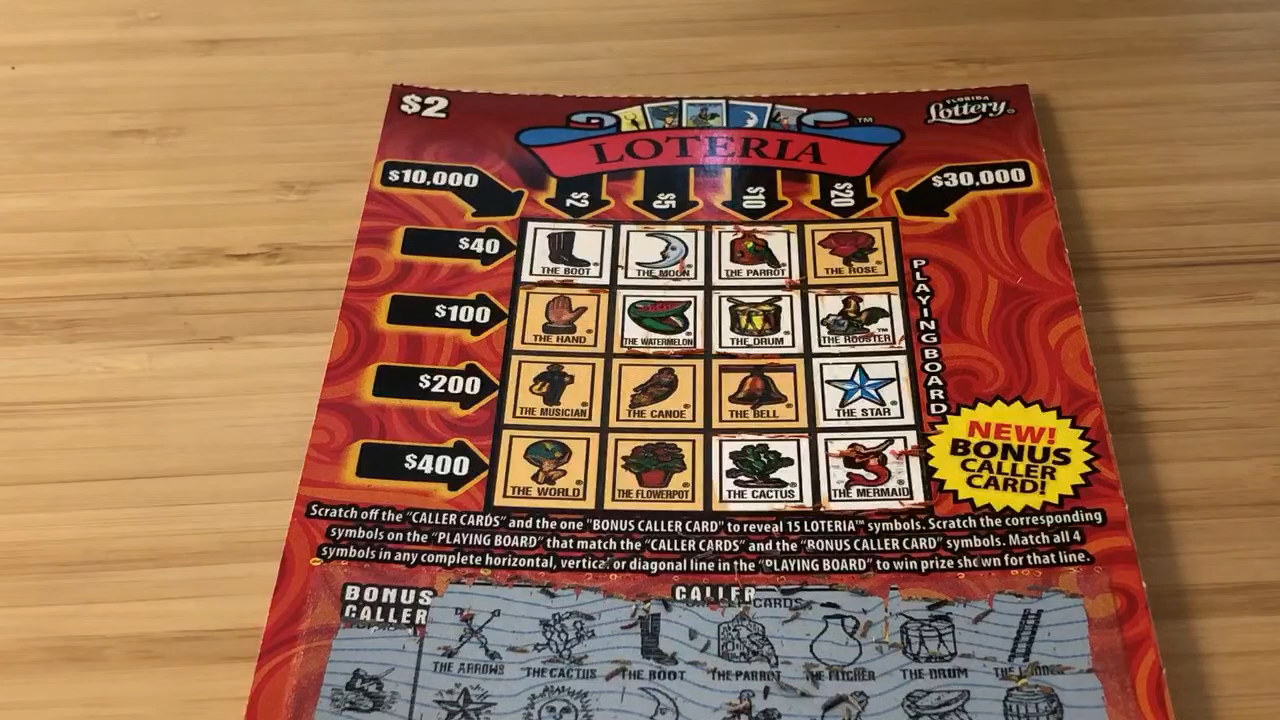 $2
FLORIDA
Lottery®
LOTERIA™
$10,000
$2 $5 $10 $20
$30,000
$40
THE BOOT THE MOON THE PARROT THE ROSE
$100
THE HAND THE WATERMELON THE DRUM THE ROOSTER
$200
THE MUSICIAN THE CANOE THE BELL THE STAR
$400
THE WORLD THE FLOWERPOT THE CACTUS THE MERMAID
PLAYING BOARD
NEW!
BONUS
CALLER
CARD!
Scratch off the "CALLER CARDS" and the one "BONUS CALLER CARD" to reveal 15 LOTERIA™ symbols. Scratch the corresponding
symbols on the "PLAYING BOARD" that match the "CALLER CARDS" and the "BONUS CALLER CARD" symbols. Match all 4
symbols in any complete horizontal, vertical or diagonal line in the "PLAYING BOARD" to win prize shown for that line.
BONUS
CALLER
CALLER
CARDS
THE ARROWS THE CACTUS THE BOOT THE PARROT THE PITCHER THE DRUM THE LADDER